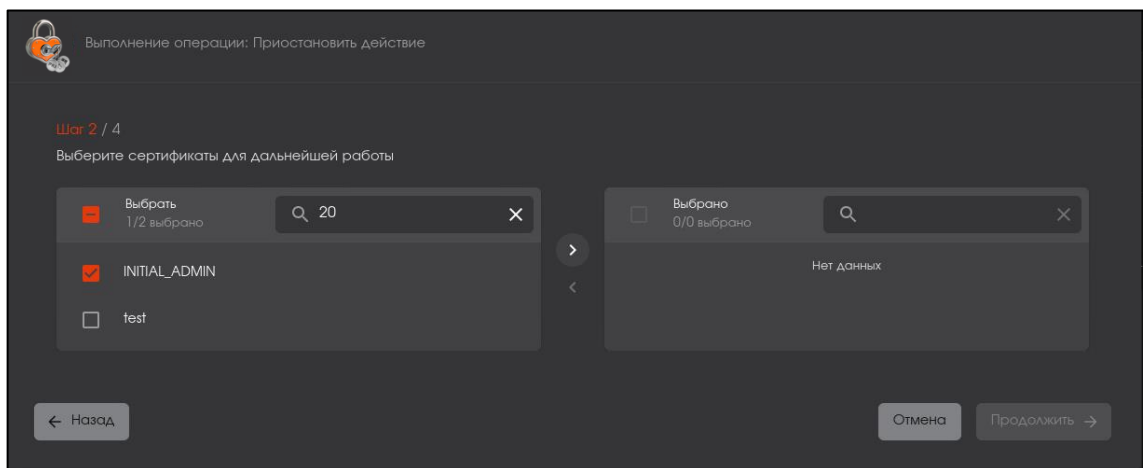 Выполнение операции: Приостановить действие
Шаг 2 / 4
Выберите сертификаты для дальнейшей работы
Выбрать
1/2 выбрано
20
INITIAL_ADMIN
test
Выбрано
0/0 выбрано
Нет данных
Назад
Отмена
Продолжить